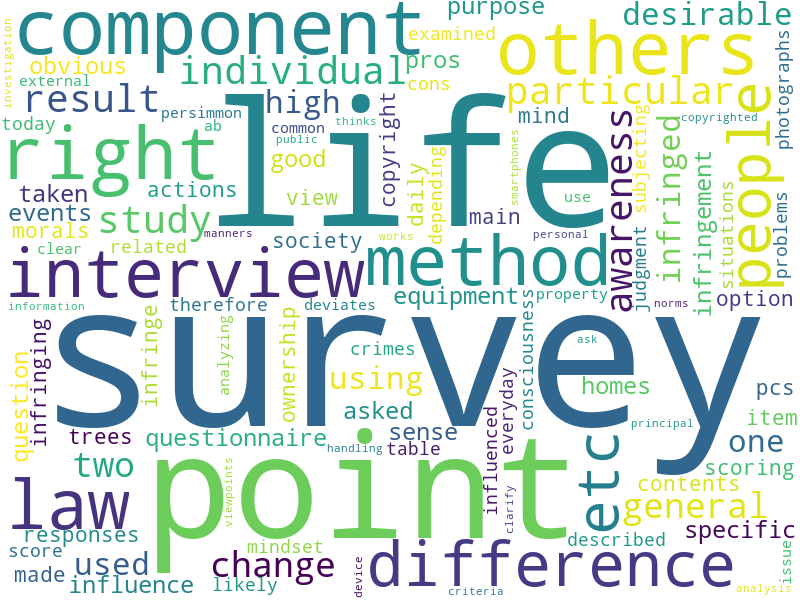 purpose
desirable
component
others
examined
investigation
obvious
individual
pros
external
result
high
cons
particular
photographs
persimmon
today
ab
common
thinks
mind
copyrighted
public
right
life
copyright
good
smartphones
awareness
subjecting
infringed
people
taken
actions
view
daily
depending
use
events
study
main
morals
manners
society
works
personal
situations
problems
clear
related
interview
method
judgment
infringement
information
therefore
deviates
equipment
property
norms
option
survey
infringing
infringe
analyzing
ownership
crimes
consciousness
ask
question
using
homes
pcs
asked
item
influenced
everyday
principal
trees
questionnaire
sense
one
handling
table
two
point
etc
scoring
viewpoints
law
contents
clarify
general
responses
specific
mindset
described
score
used
change
difference
issue
made
influence
likely
device
criteria
analysis